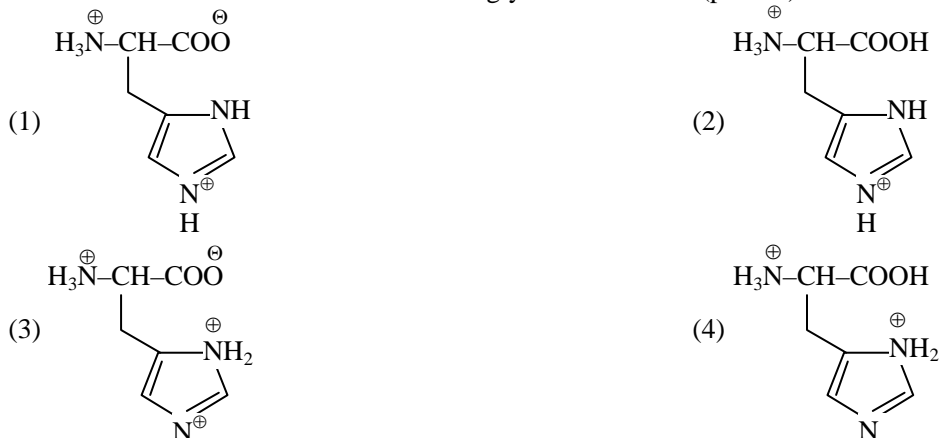 ⊕ ⊖
H₃N–CH–COO
(1)
NH
N⊕
H
⊕
H₃N–CH–COOH
(2)
NH
N⊕
H
⊕ ⊖
H₃N–CH–COO
(3)
⊕
NH₂
N⊕
⊕
H₃N–CH–COOH
(4)
⊕
NH₂
N